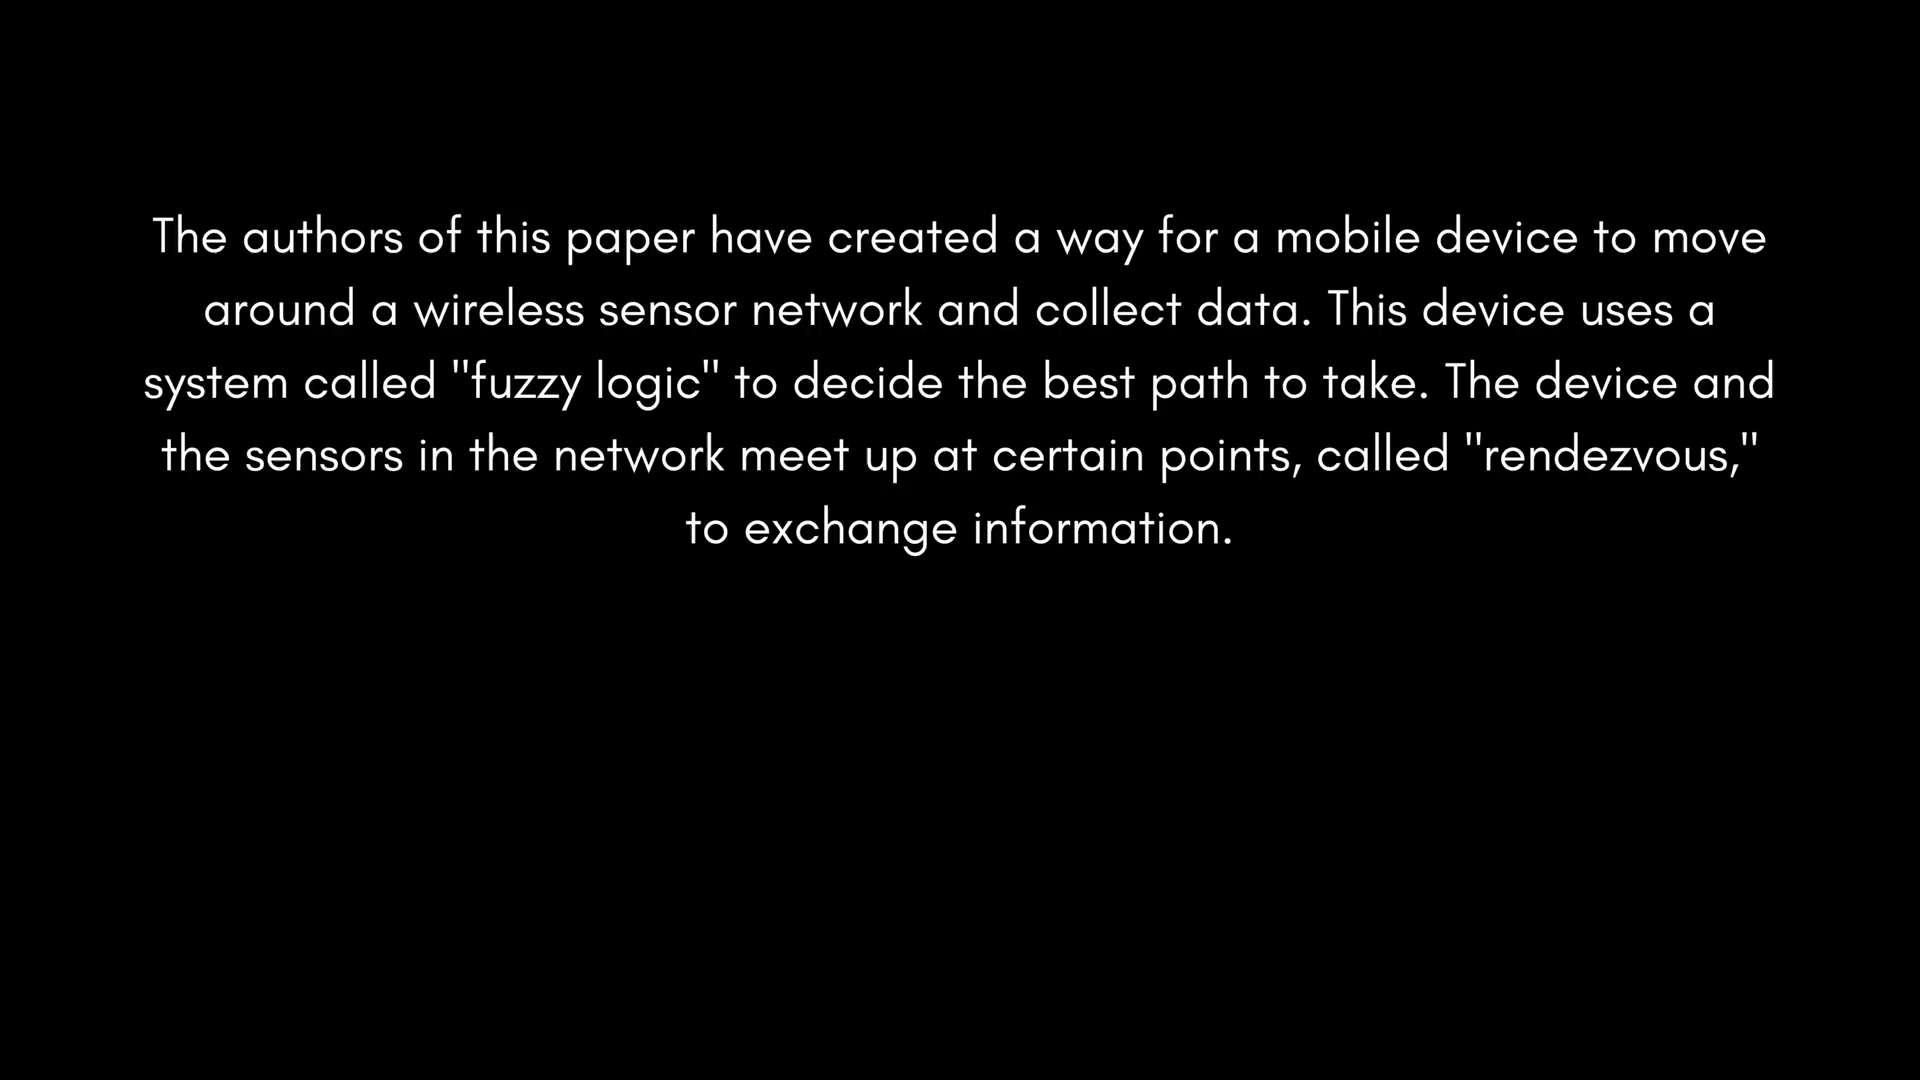 The authors of this paper have created a way for a mobile device to move
around a wireless sensor network and collect data. This device uses a
system called "fuzzy logic" to decide the best path to take. The device and
the sensors in the network meet up at certain points, called "rendezvous,"
to exchange information.